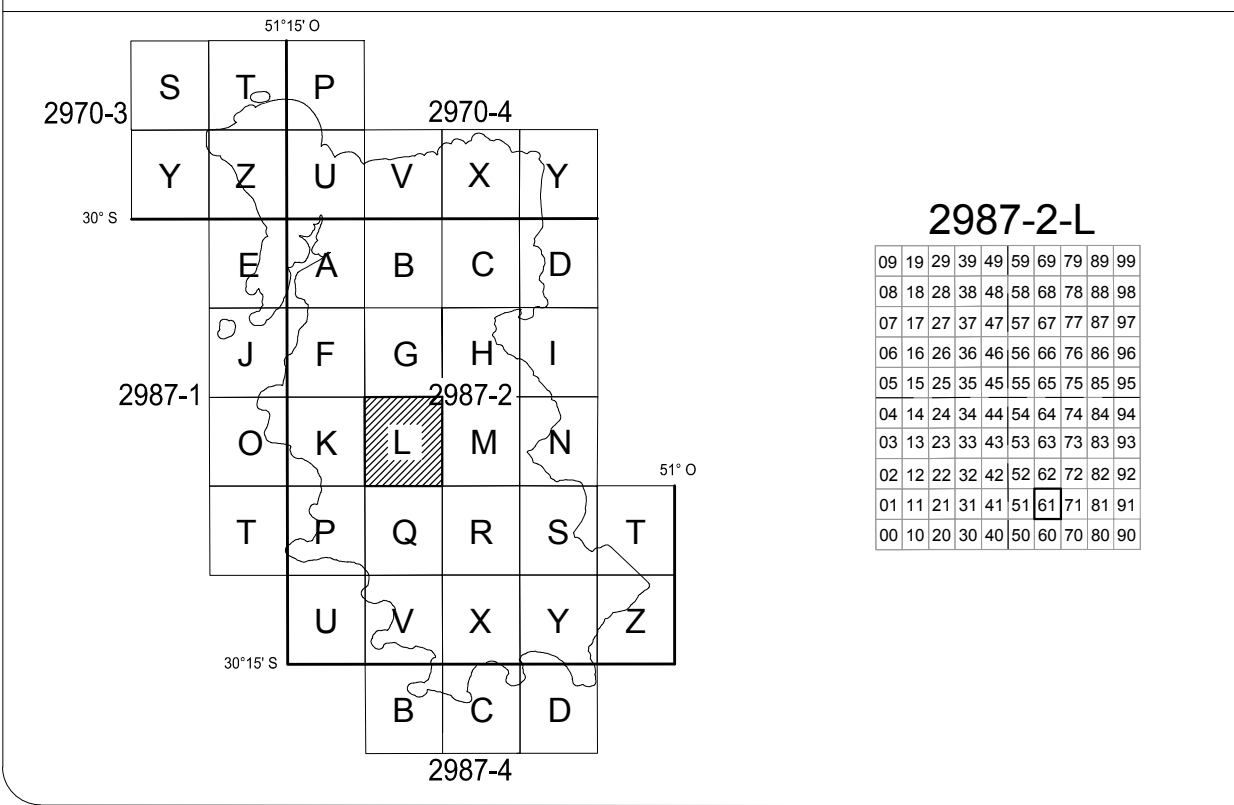 51°15' O
S T P
2970-3
2970-4
Y Z U V X Y
30° S
E A B C D
J F G H I
2987-1
2987-2
O K L M N
51° O
T P Q R S T
U V X Y Z
30°15' S
B C D
2987-4
2987-2-L
09 19 29 39 49 59 69 79 89 99
08 18 28 38 48 58 68 78 88 98
07 17 27 37 47 57 67 77 87 97
06 16 26 36 46 56 66 76 86 96
05 15 25 35 45 55 65 75 85 95
04 14 24 34 44 54 64 74 84 94
03 13 23 33 43 53 63 73 83 93
02 12 22 32 42 52 62 72 82 92
01 11 21 31 41 51 61 71 81 91
00 10 20 30 40 50 60 70 80 90